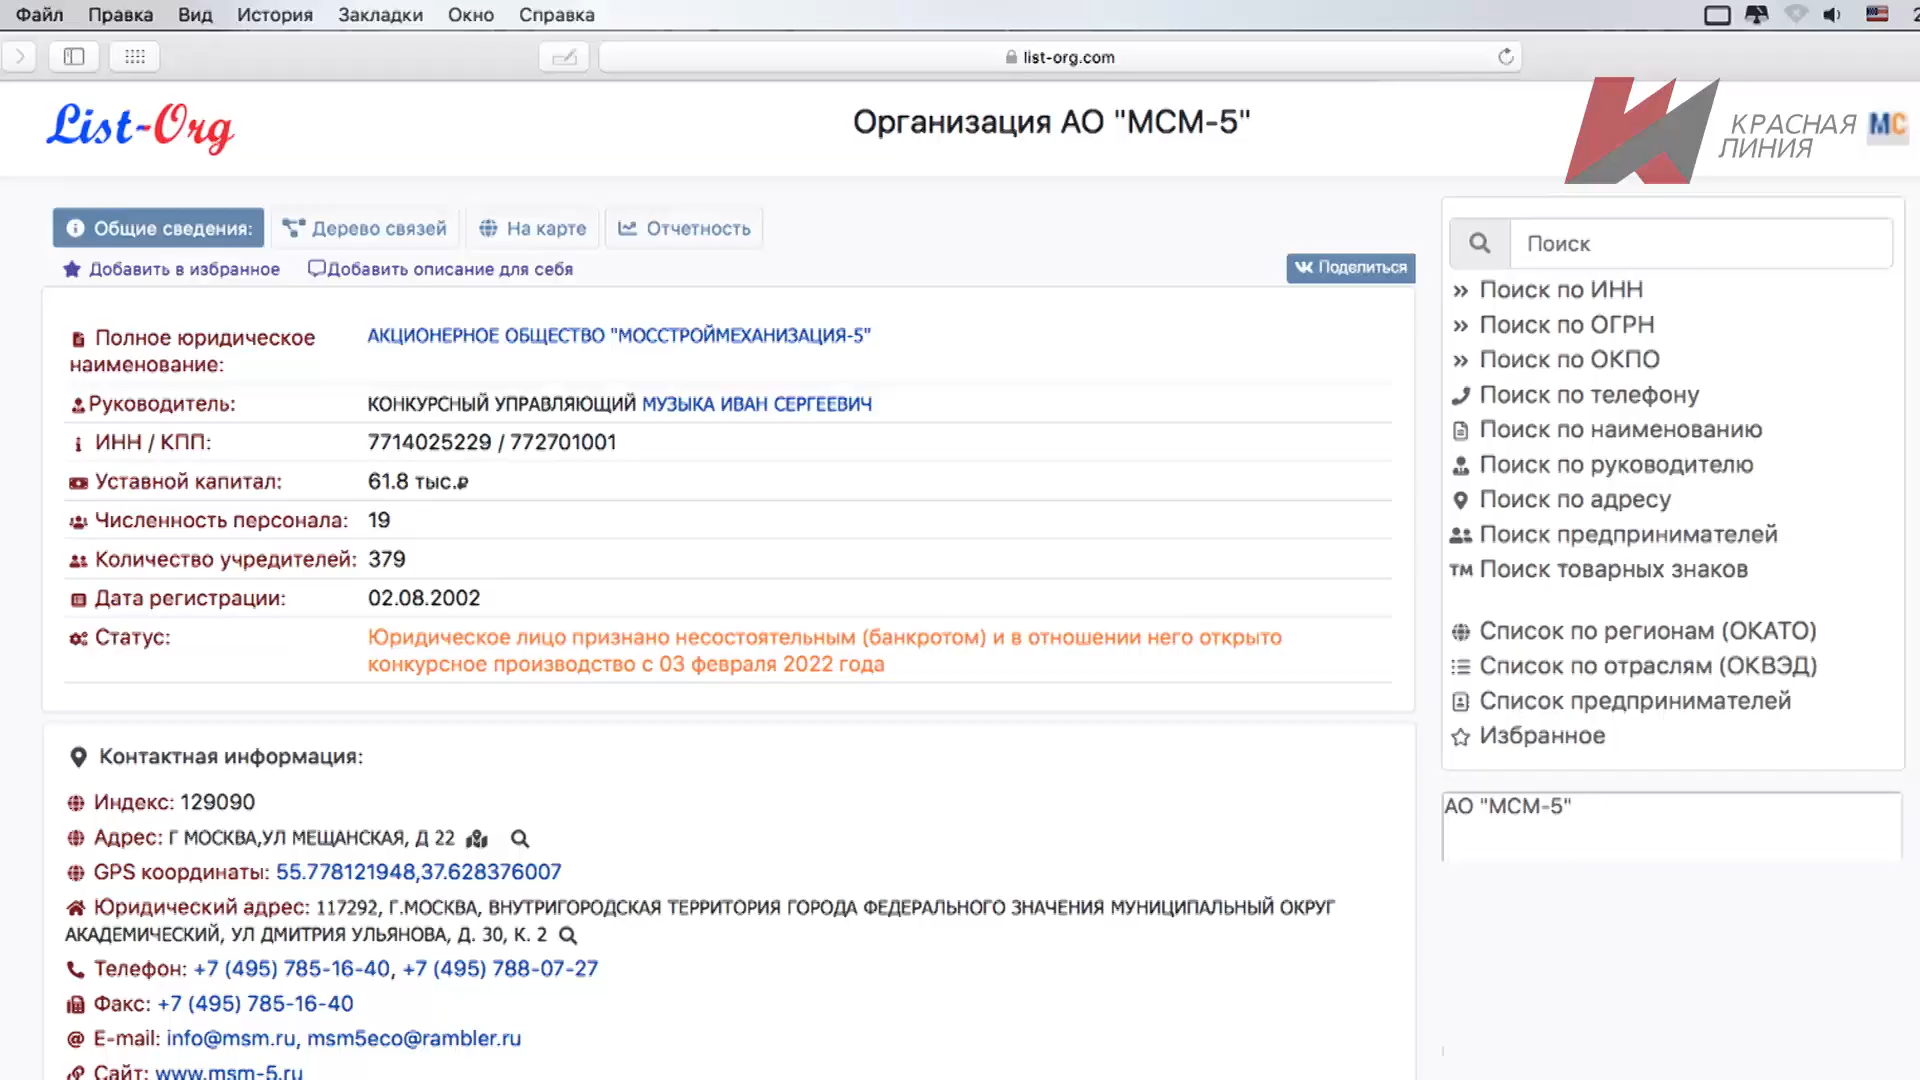 Файл Правка Вид История Закладки Окно Справка
list-org.com
List-Org
Организация АО "МСМ-5"
КРАСНАЯ
ЛИНИЯ
МС
Общие сведения: Дерево связей На карте Отчетность
Добавить в избранное Добавить описание для себя
Поделиться
Полное юридическое наименование: АКЦИОНЕРНОЕ ОБЩЕСТВО "МОССТРОЙМЕХАНИЗАЦИЯ-5"
Руководитель: КОНКУРСНЫЙ УПРАВЛЯЮЩИЙ МУЗЫКА ИВАН СЕРГЕЕВИЧ
ИНН / КПП: 7714025229 / 772701001
Уставной капитал: 61.8 тыс.₽
Численность персонала: 19
Количество учредителей: 379
Дата регистрации: 02.08.2002
Статус: Юридическое лицо признано несостоятельным (банкротом) и в отношении него открыто
конкурсное производство с 03 февраля 2022 года
Контактная информация:
Индекс: 129090
Адрес: Г МОСКВА,УЛ МЕЩАНСКАЯ, Д 22
GPS координаты: 55.778121948,37.628376007
Юридический адрес: 117292, Г.МОСКВА, ВНУТРИГОРОДСКАЯ ТЕРРИТОРИЯ ГОРОДА ФЕДЕРАЛЬНОГО ЗНАЧЕНИЯ МУНИЦИПАЛЬНЫЙ ОКРУГ
АКАДЕМИЧЕСКИЙ, УЛ ДМИТРИЯ УЛЬЯНОВА, Д. 30, К. 2
Телефон: +7 (495) 785-16-40, +7 (495) 788-07-27
Факс: +7 (495) 785-16-40
E-mail: info@msm.ru, msm5eco@rambler.ru
Сайт: www.msm-5.ru
Поиск
Поиск по ИНН
Поиск по ОГРН
Поиск по ОКПО
Поиск по телефону
Поиск по наименованию
Поиск по руководителю
Поиск по адресу
Поиск предпринимателей
TM Поиск товарных знаков
Список по регионам (ОКАТО)
Список по отраслям (ОКВЭД)
Список предпринимателей
Избранное
АО "МСМ-5"